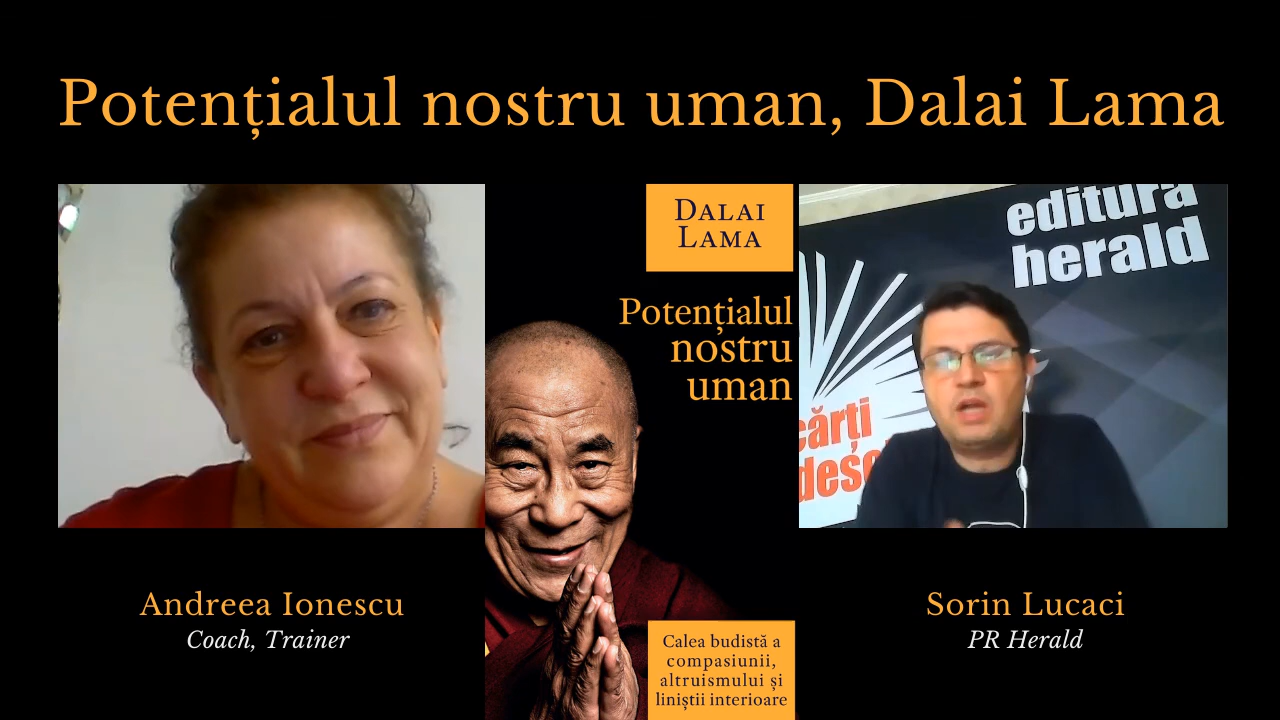 Potențialul nostru uman, Dalai Lama
DALAI
LAMA
Potențialul
nostru
uman
Calea budistă a
compasiunii,
altruismului și
liniștii interioare
editura
herald
cărți
Andreea Ionescu
Coach, Trainer
Sorin Lucaci
PR Herald